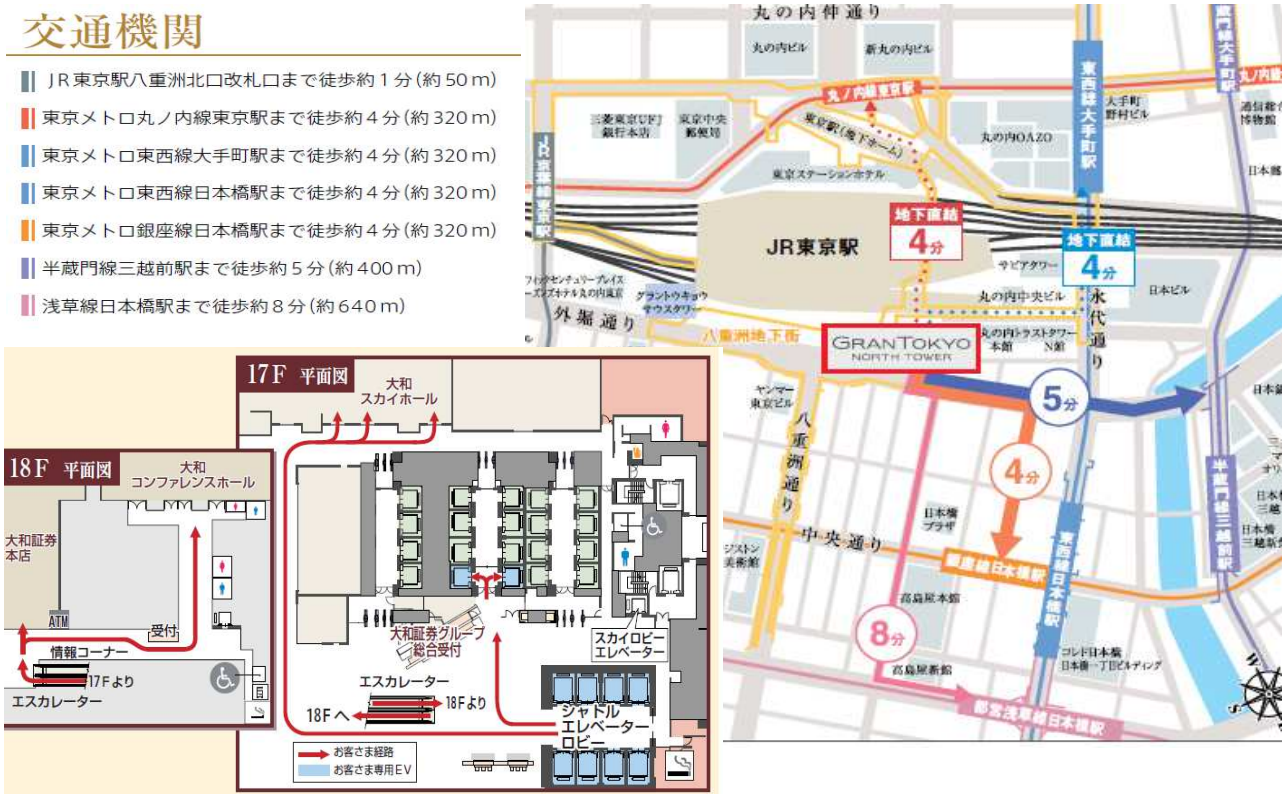 交通機関
JR東京駅八重洲北口改札口まで徒歩約1分(約50m)
東京メトロ丸ノ内線東京駅まで徒歩約4分(約320m)
東京メトロ東西線大手町駅まで徒歩約4分(約320m)
東京メトロ東西線日本橋駅まで徒歩約4分(約320m)
東京メトロ銀座線日本橋駅まで徒歩約4分(約320m)
半蔵門線三越前駅まで徒歩約5分(約400m)
浅草線日本橋駅まで徒歩約8分(約640m)
丸の内仲通り
丸の内ビル
新丸の内ビル
丸ノ内線東京駅
東西線大手町駅
半蔵門線大手町駅
丸ノ内線
三菱東京UFJ
銀行本店
東京中央
郵便局
東京駅(地下ホーム)
丸の内OAZO
大手町
野村ビル
通信総合
博物館
東京ステーションホテル
JR京葉線東京駅
JR東京駅
地下直結
4分
地下直結
4分
サピアタワー
丸の内中央ビル
日本ビル
永代通り
グラントウキョウ
サウスタワー
外堀通り
八重洲地下街
GRANTOKYO
NORTH TOWER
丸の内トラストタワー
本館 N館
ヤンマー
東京ビル
八重洲通り
5分
4分
8分
日本橋
プラザ
中央通り
銀座線日本橋駅
東西線日本橋駅
半蔵門線三越前駅
高島屋本館
高島屋新館
コレド日本橋
日本橋一丁目ビルディング
都営浅草線日本橋駅
W
S
17F 平面図
大和
スカイホール
大和証券グループ
総合受付
スカイロビー
エレベーター
エスカレーター
18Fへ
18Fより
シャトル
エレベーター
ロビー
お客さま経路
お客さま専用EV
18F 平面図
大和
コンファレンスホール
大和証券
本店
ATM
受付
情報コーナー
17Fより
エスカレーター